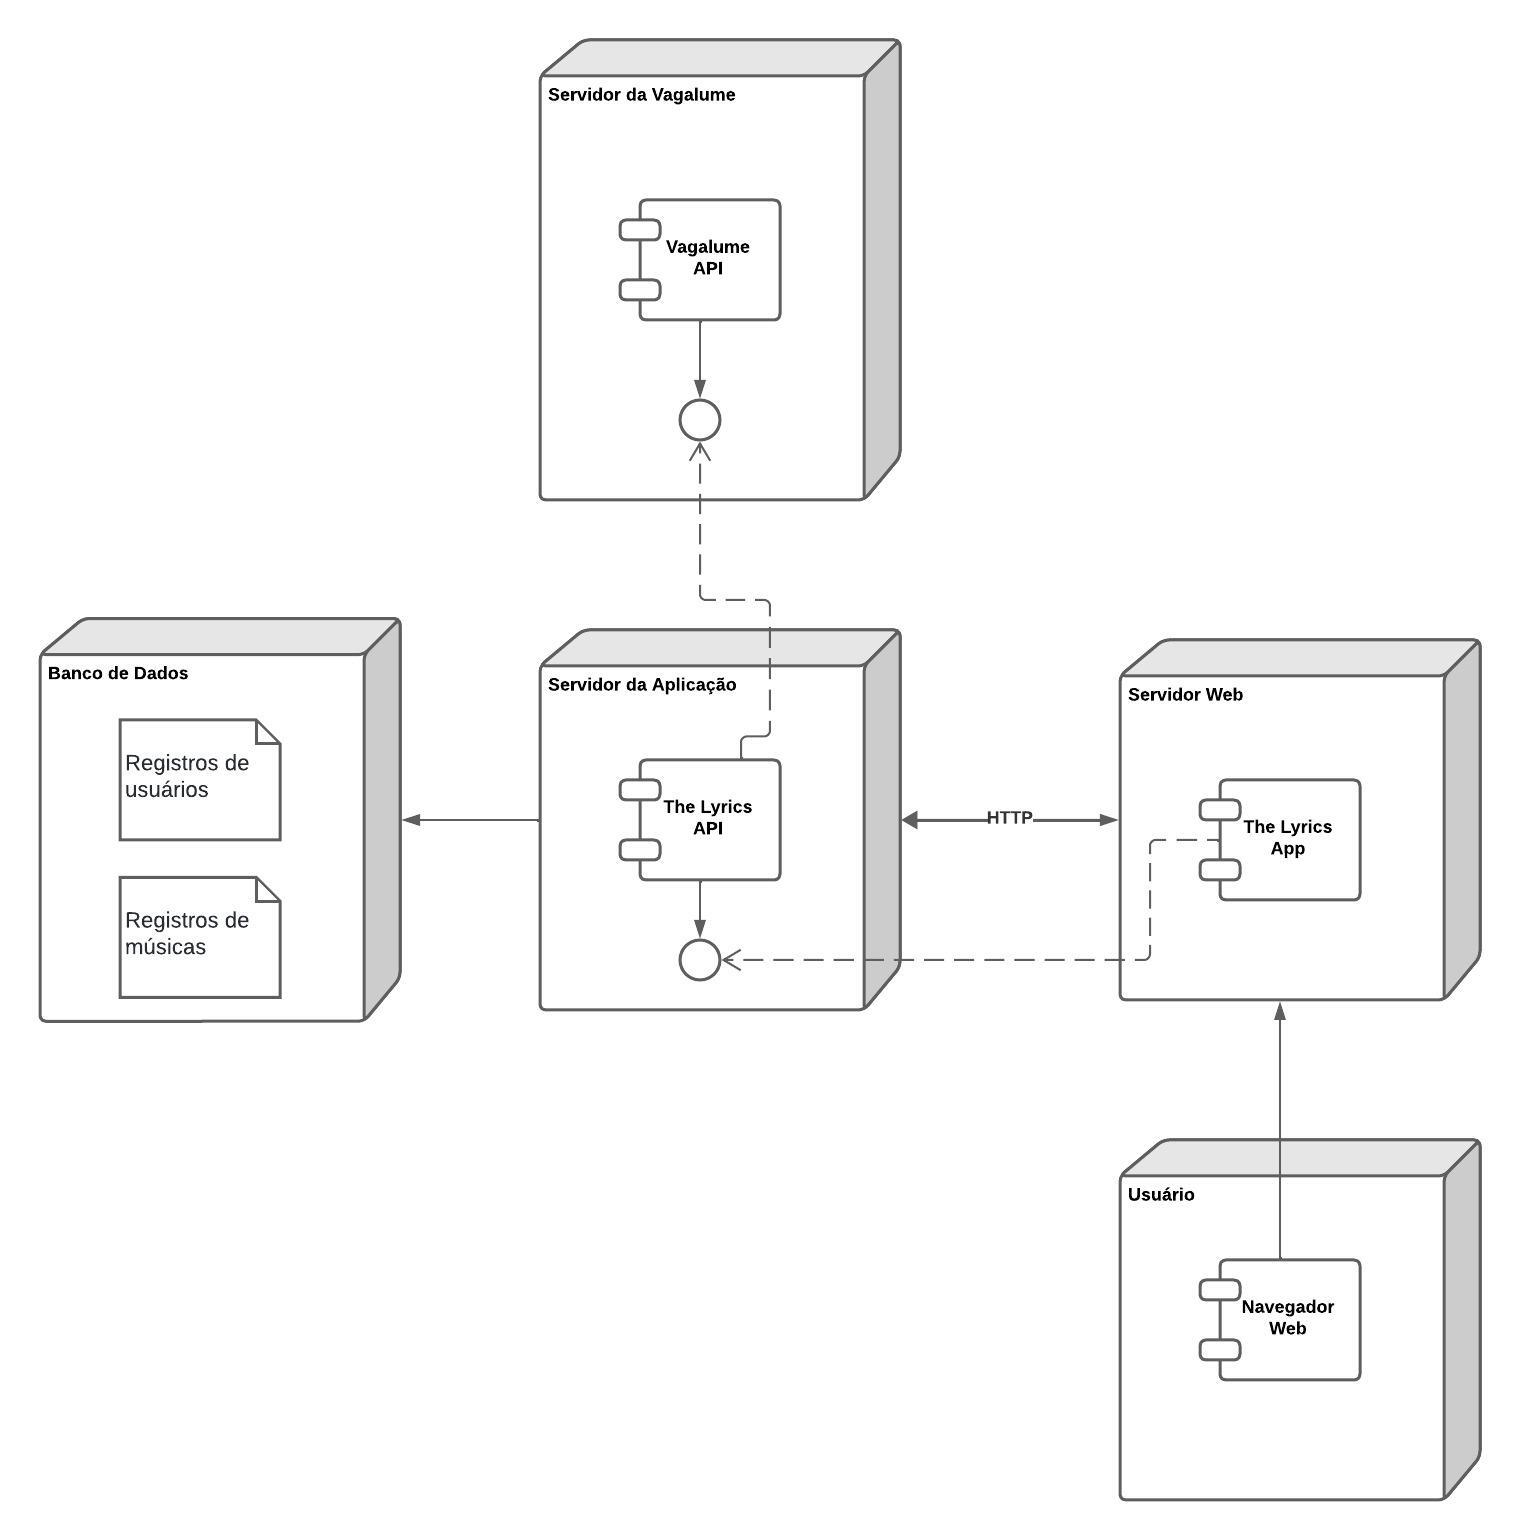 Servidor da Vagalume
Vagalume
API
Banco de Dados
Registros de
usuários
Registros de
músicas
Servidor da Aplicação
The Lyrics
API
HTTP
Servidor Web
The Lyrics
App
Usuário
Navegador
Web